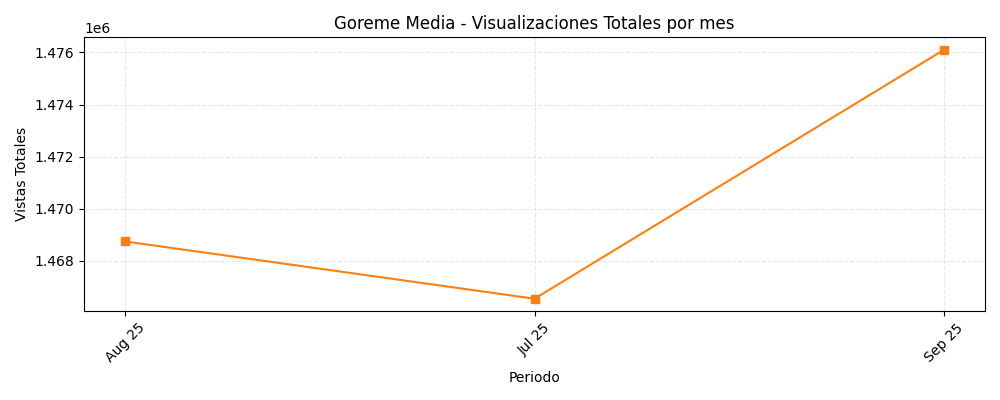 Goreme Media - Visualizaciones Totales por mes
1e6
1.476
1.474
1.472
1.470
1.468
Vistas Totales
Aug 25
Jul 25
Sep 25
Periodo